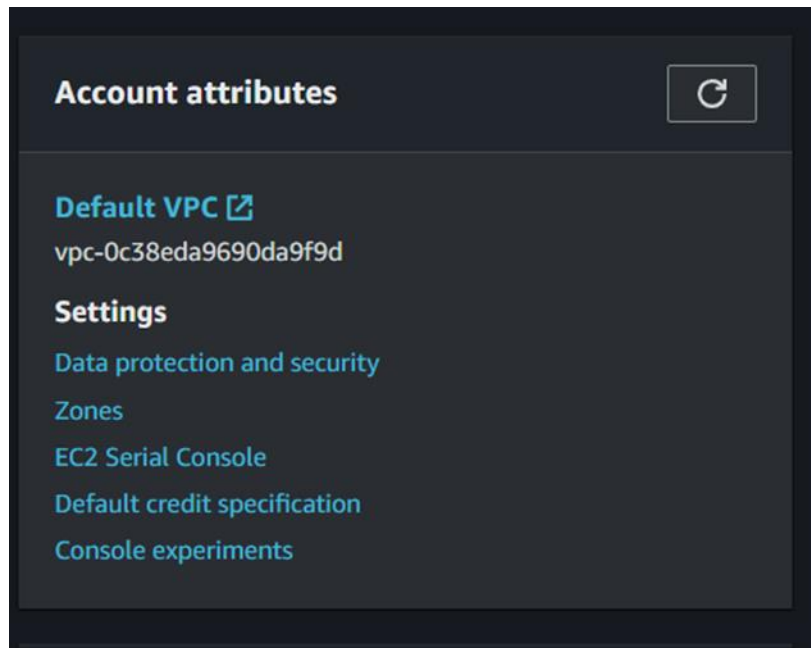 Account attributes
Default VPC
vpc-0c38eda9690da9f9d
Settings
Data protection and security
Zones
EC2 Serial Console
Default credit specification
Console experiments